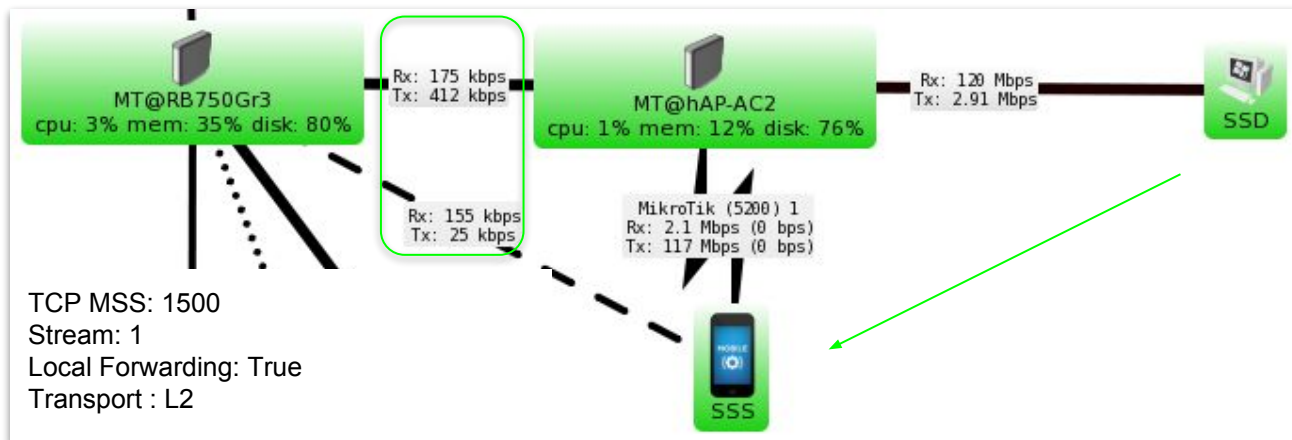 MT@RB750Gr3
cpu: 3% mem: 35% disk: 80%
Rx: 175 kbps
Tx: 412 kbps
MT@hAP-AC2
cpu: 1% mem: 12% disk: 76%
Rx: 120 Mbps
Tx: 2.91 Mbps
SSD
Rx: 155 kbps
Tx: 25 kbps
MikroTik (5200) 1
Rx: 2.1 Mbps (0 bps)
Tx: 117 Mbps (0 bps)
TCP MSS: 1500
Stream: 1
Local Forwarding: True
Transport : L2
MOBILE
SSS